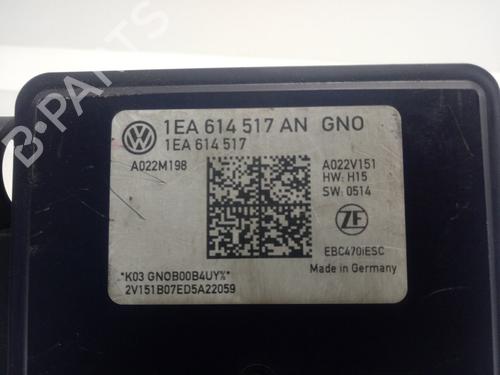 B-PARTS
1EA 614 517 AN GNO
1EA 614 517
A022M198
A022V151
HW: H15
SW: 0514
ZF
EBC470iESC
Made in Germany
*K03 GNOB00B4UY%*
2V151B07ED5A22059